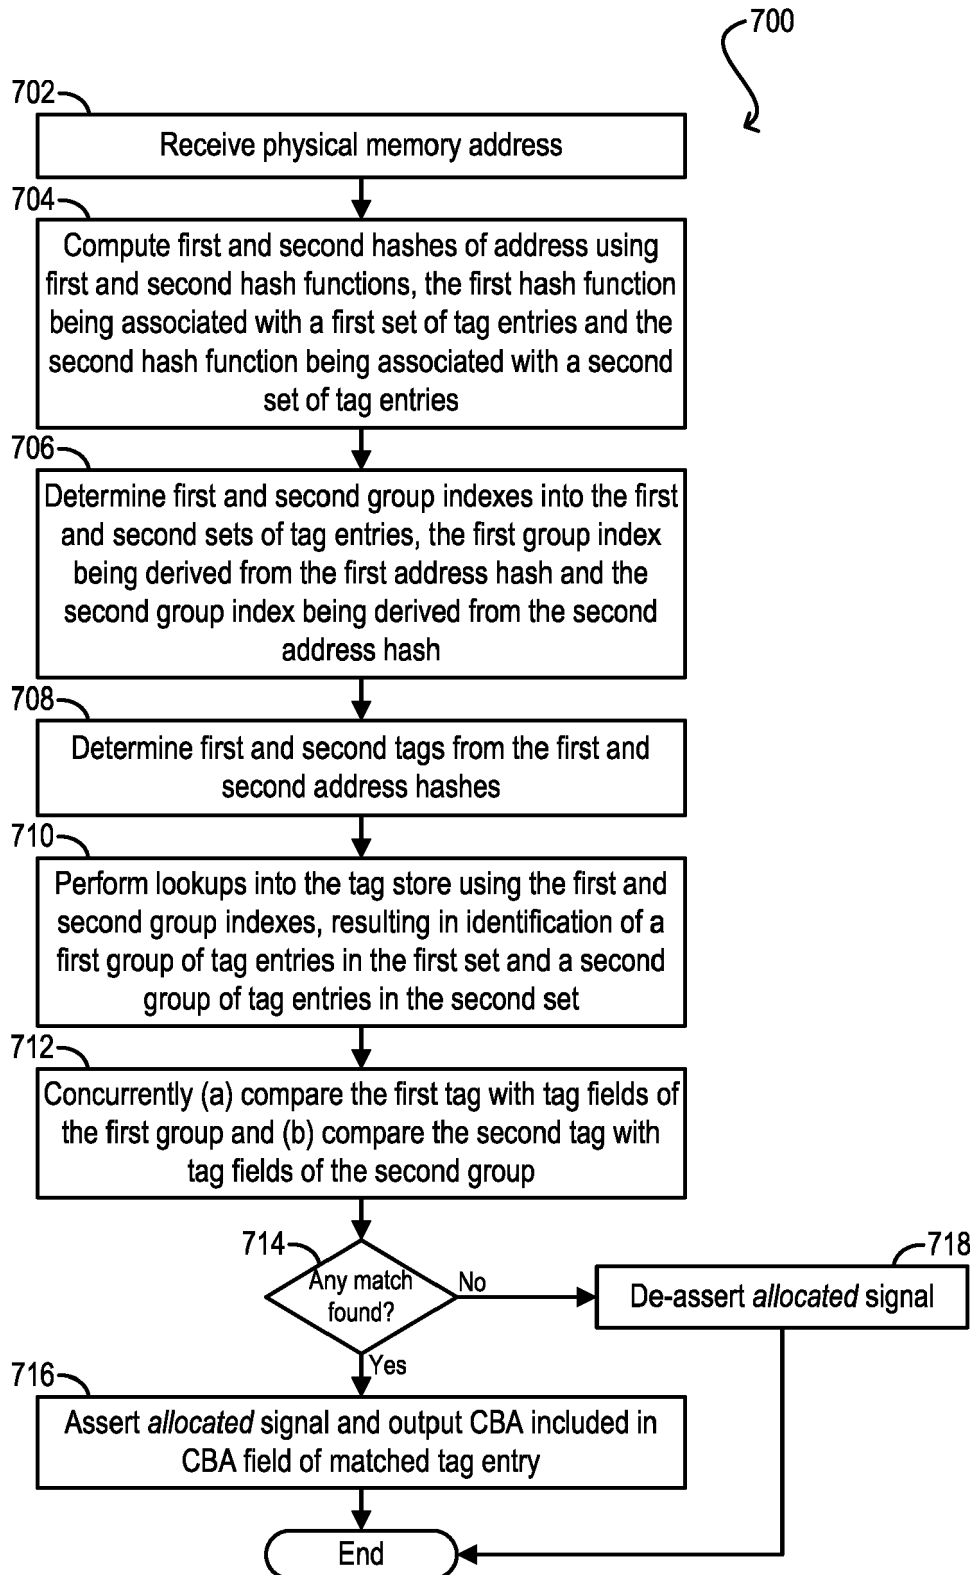 700
702
Receive physical memory address
704
Compute first and second hashes of address using
first and second hash functions, the first hash function
being associated with a first set of tag entries and the
second hash function being associated with a second
set of tag entries
706
Determine first and second group indexes into the first
and second sets of tag entries, the first group index
being derived from the first address hash and the
second group index being derived from the second
address hash
708
Determine first and second tags from the first and
second address hashes
710
Perform lookups into the tag store using the first and
second group indexes, resulting in identification of a
first group of tag entries in the first set and a second
group of tag entries in the second set
712
Concurrently (a) compare the first tag with tag fields of
the first group and (b) compare the second tag with
tag fields of the second group
714
Any match
found?
No
718
De-assert allocated signal
Yes
716
Assert allocated signal and output CBA included in
CBA field of matched tag entry
End